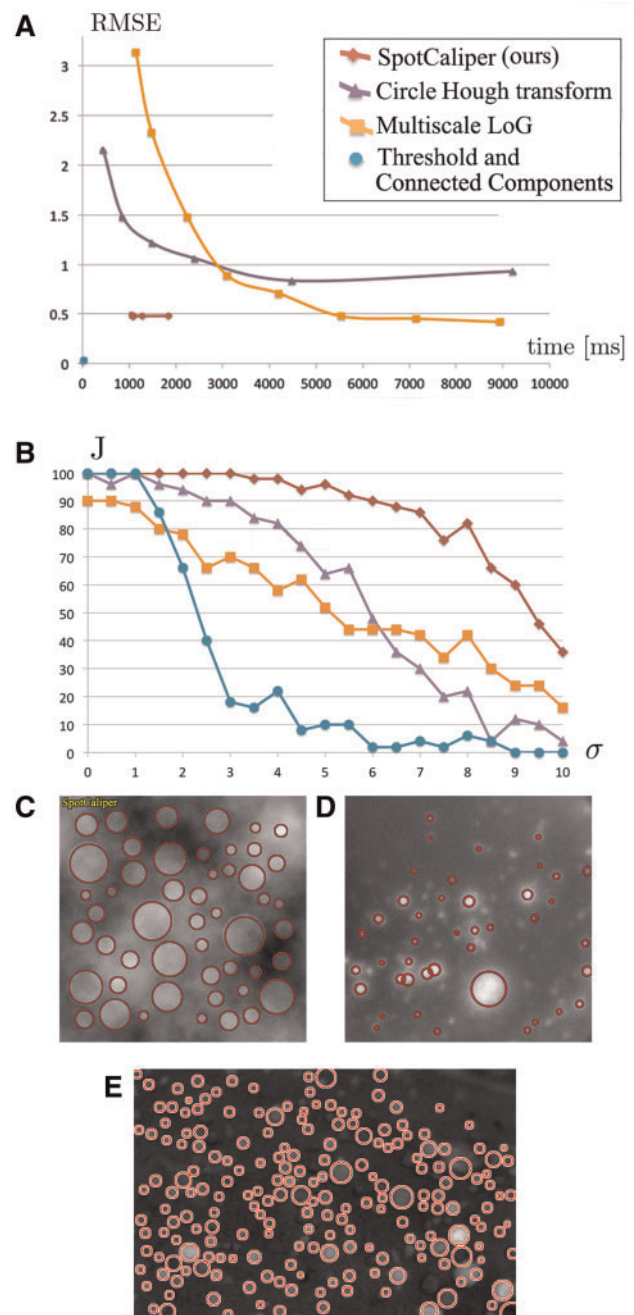 A
RMSE
SpotCaliper (ours)
Circle Hough transform
Multiscale LoG
Threshold and
Connected Components
3
2.5
2
1.5
1
0.5
0
time [ms]
0 1000 2000 3000 4000 5000 6000 7000 8000 9000 10000
B
J
100
90
80
70
60
50
40
30
20
10
0
σ
0 1 2 3 4 5 6 7 8 9 10
C
SpotCaliper
D
E